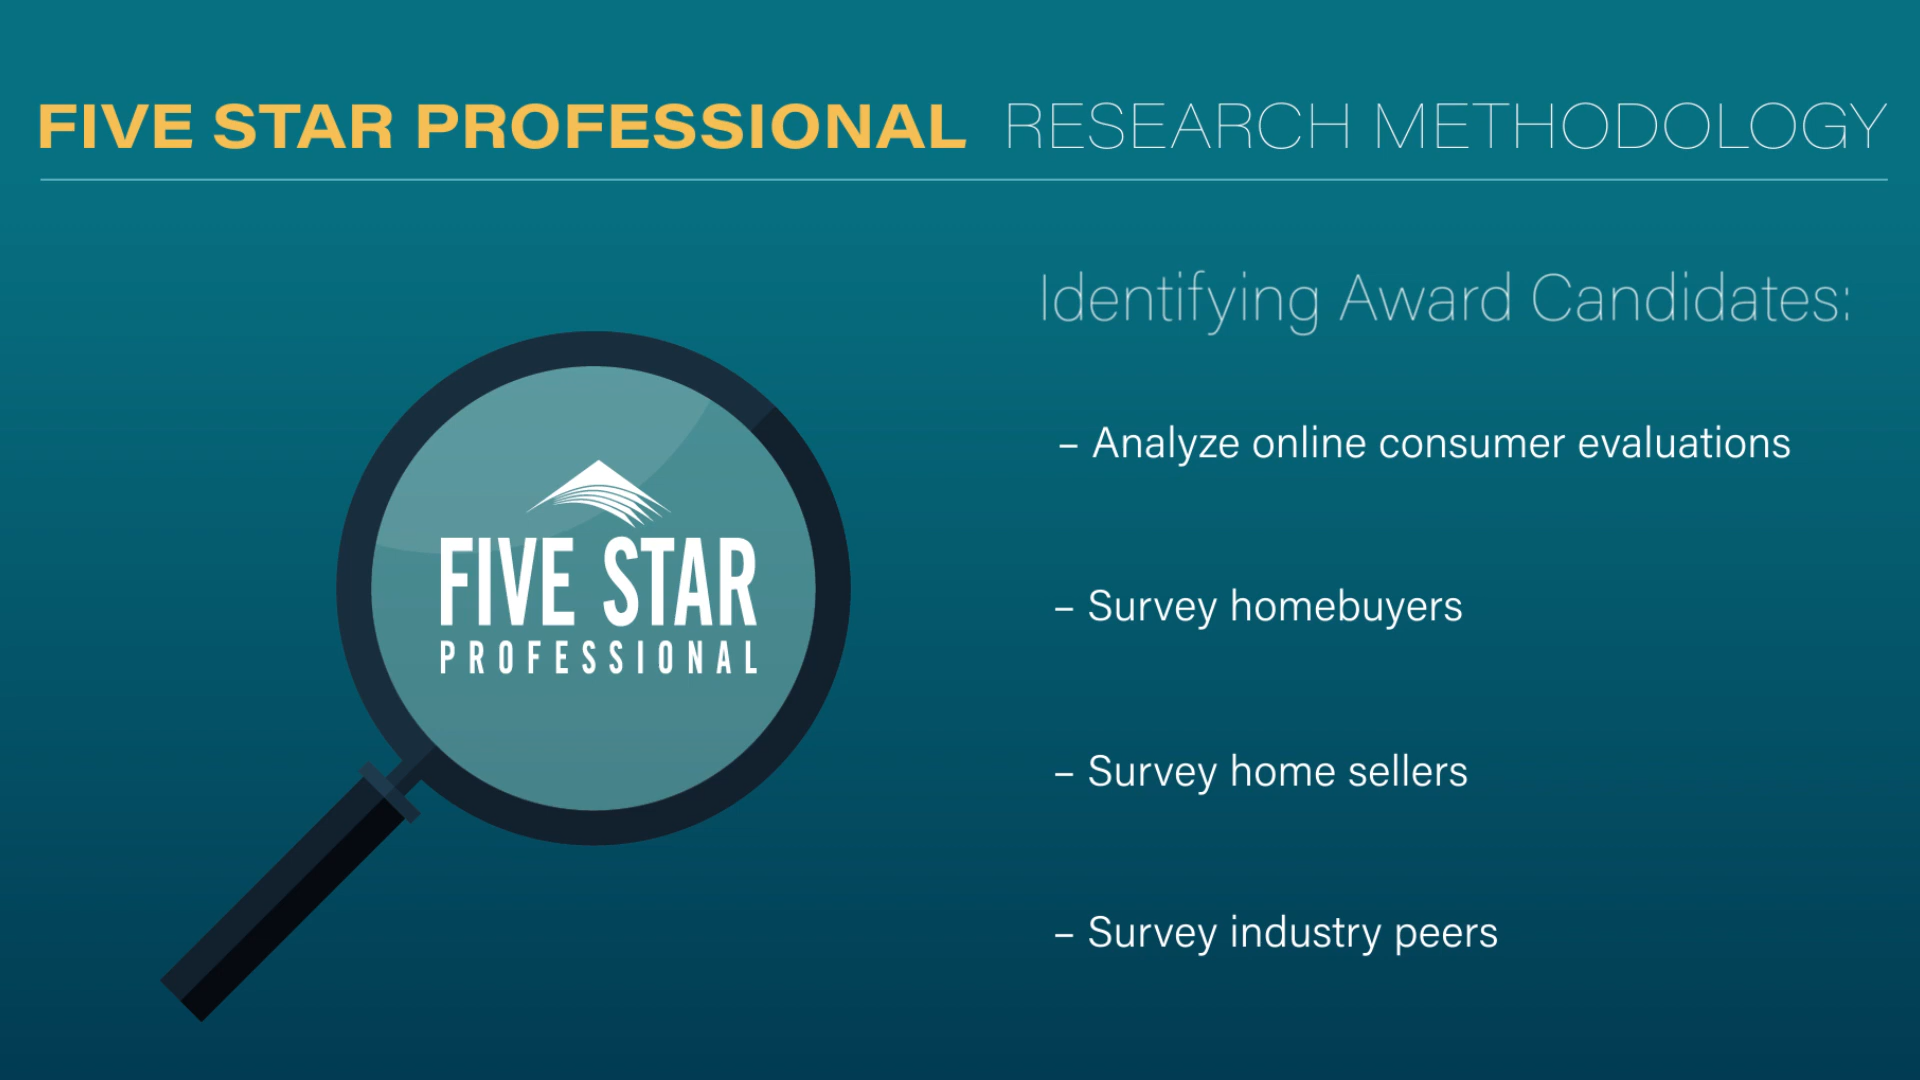 FIVE STAR PROFESSIONAL RESEARCH METHODOLOGY
Identifying Award Candidates:
– Analyze online consumer evaluations
– Survey homebuyers
– Survey home sellers
– Survey industry peers
FIVE STAR
PROFESSIONAL